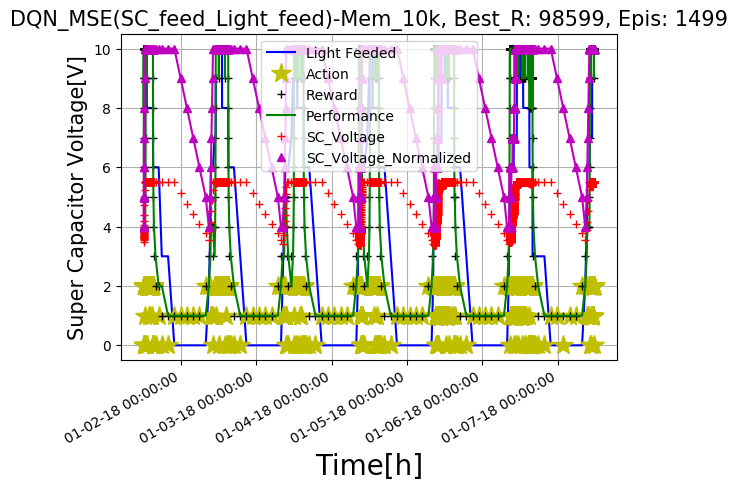 DQN_MSE(SC_feed_Light_feed)-Mem_10k, Best_R: 98599, Epis: 1499
Super Capacitor Voltage[V]
10
8
6
4
2
0
Light Feeded
Action
Reward
Performance
SC_Voltage
SC_Voltage_Normalized
01-02-18 00:00:00
01-03-18 00:00:00
01-04-18 00:00:00
01-05-18 00:00:00
01-06-18 00:00:00
01-07-18 00:00:00
Time[h]